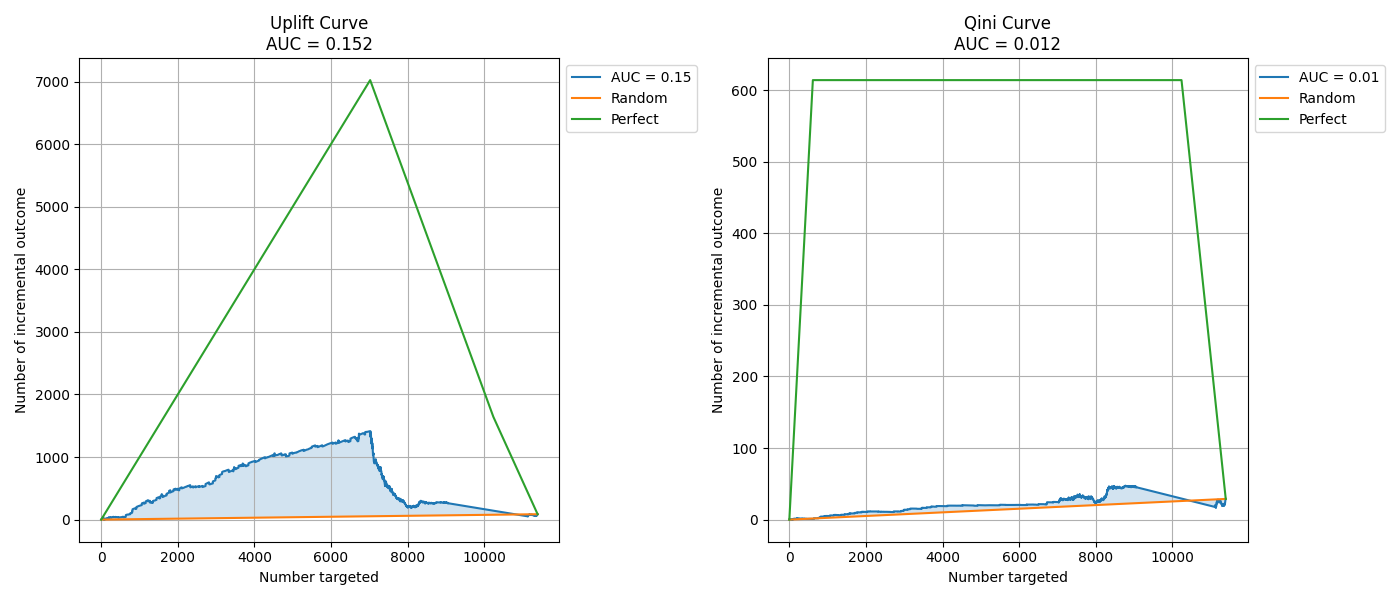 Uplift Curve
AUC = 0.152
7000
6000
5000
4000
3000
2000
1000
0
Number of incremental outcome
0 2000 4000 6000 8000 10000
Number targeted
AUC = 0.15
Random
Perfect
Qini Curve
AUC = 0.012
600
500
400
300
200
100
0
Number of incremental outcome
0 2000 4000 6000 8000 10000
Number targeted
AUC = 0.01
Random
Perfect